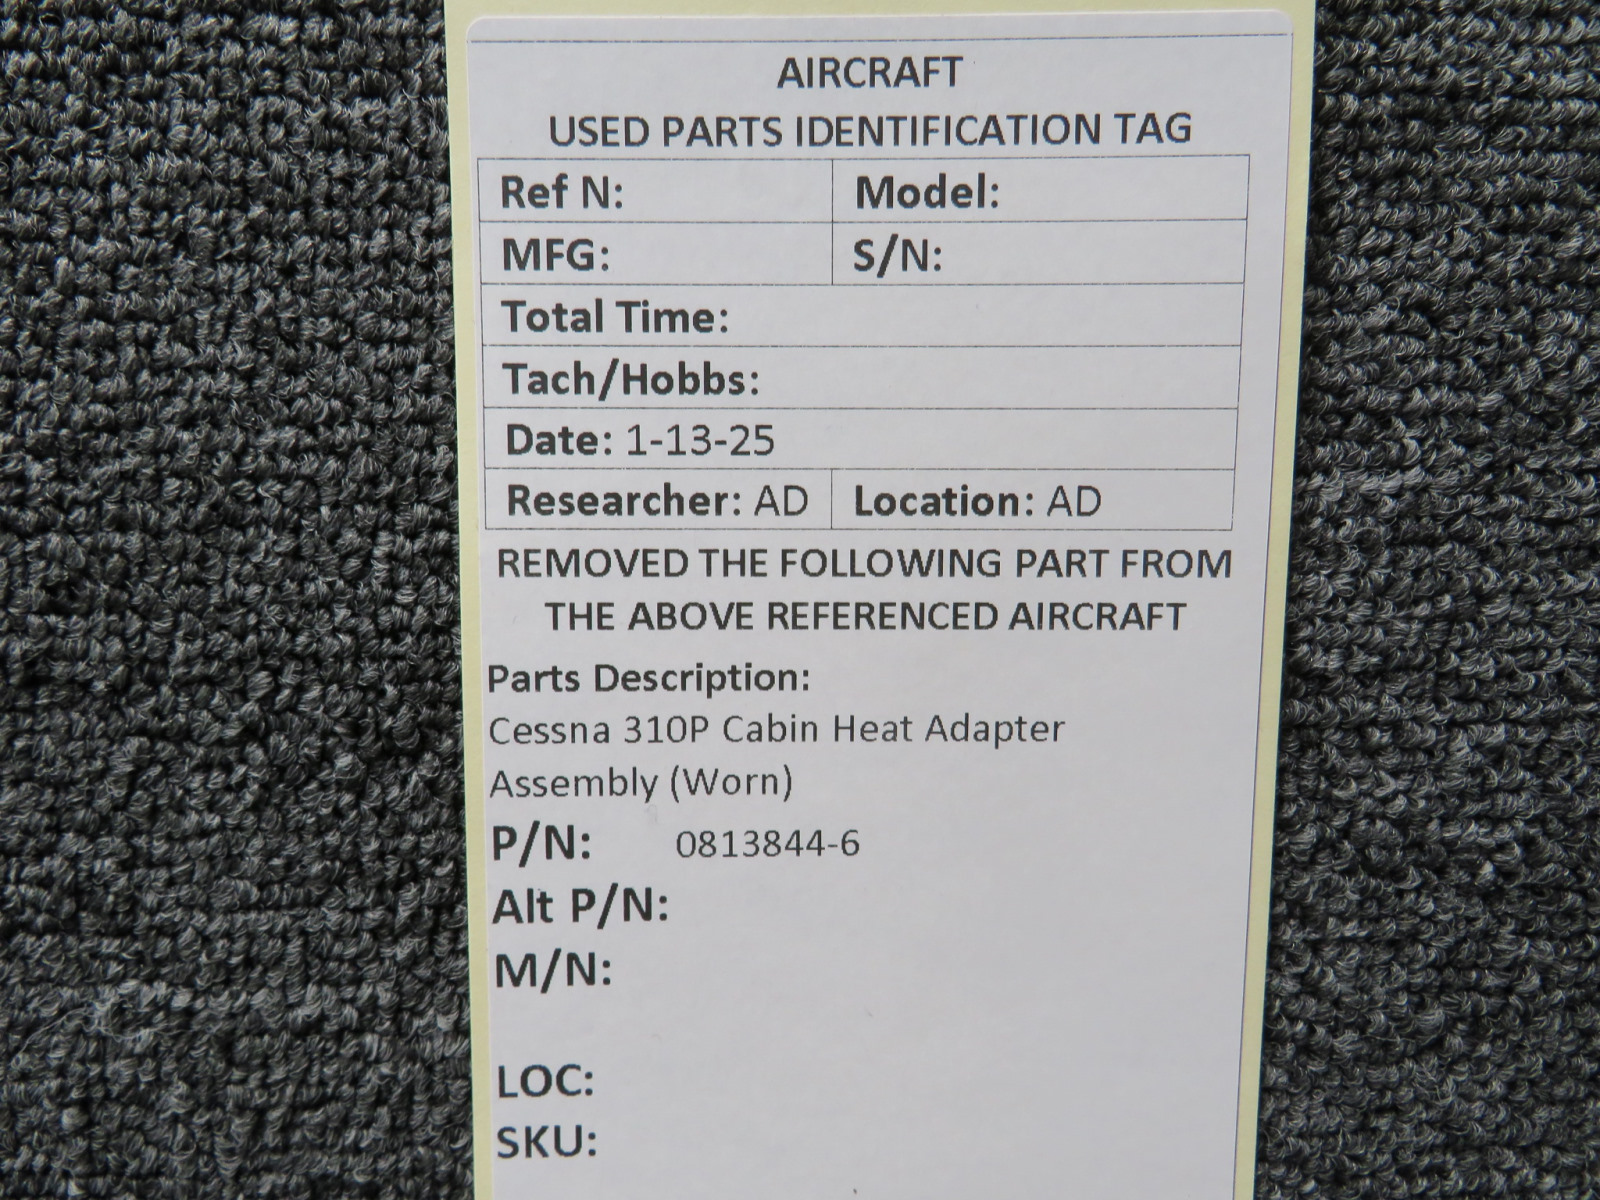 AIRCRAFT
USED PARTS IDENTIFICATION TAG
Ref N: Model:
MFG: S/N:
Total Time:
Tach/Hobbs:
Date: 1-13-25
Researcher: AD Location: AD
REMOVED THE FOLLOWING PART FROM
THE ABOVE REFERENCED AIRCRAFT
Parts Description:
Cessna 310P Cabin Heat Adapter
Assembly (Worn)
P/N: 0813844-6
Alt P/N:
M/N:
LOC:
SKU: